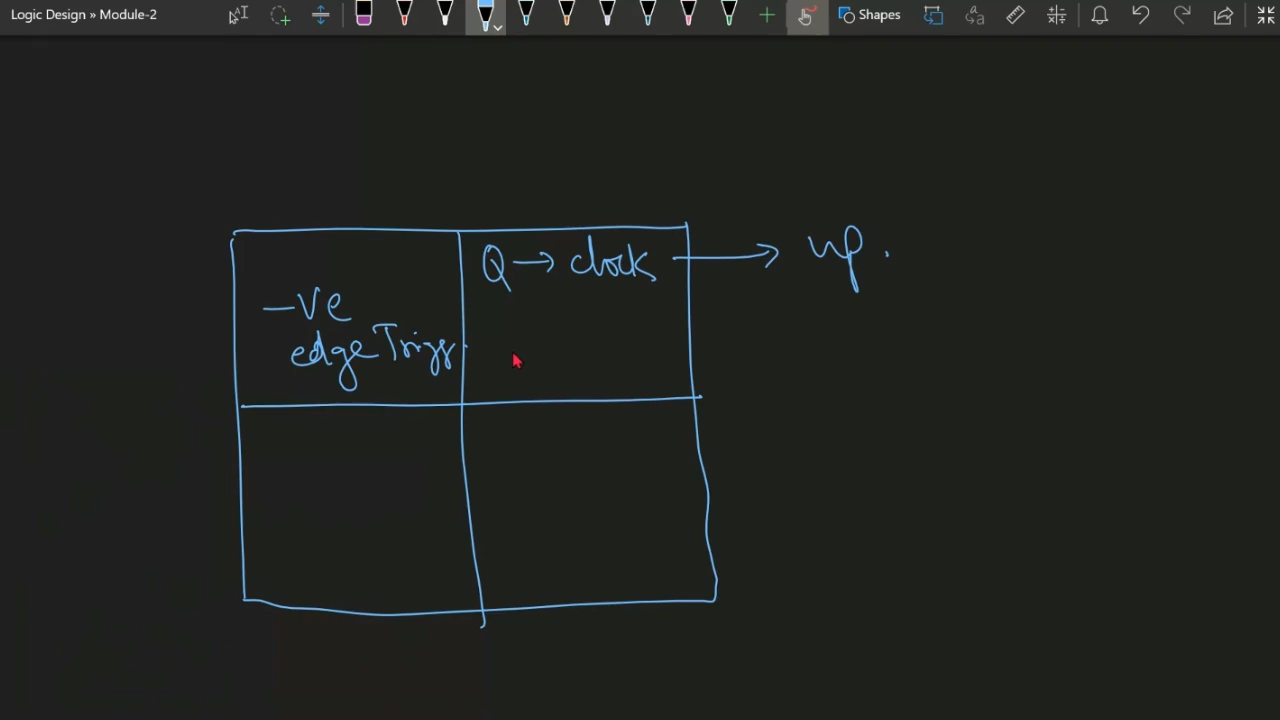 Logic Design » Module-2
Shapes
Q → clock → up.
-ve
edge Trigg.